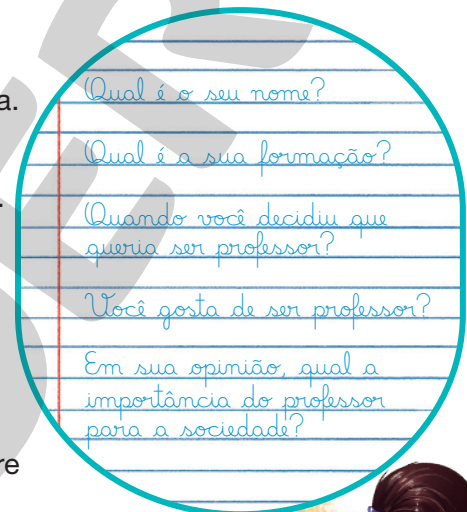 a.
Qual é o seu nome?
Qual é a sua formação?
Quando você decidiu que
queria ser professor?
Você gosta de ser professor?
Em sua opinião, qual a
importância do professor
para a sociedade?
re